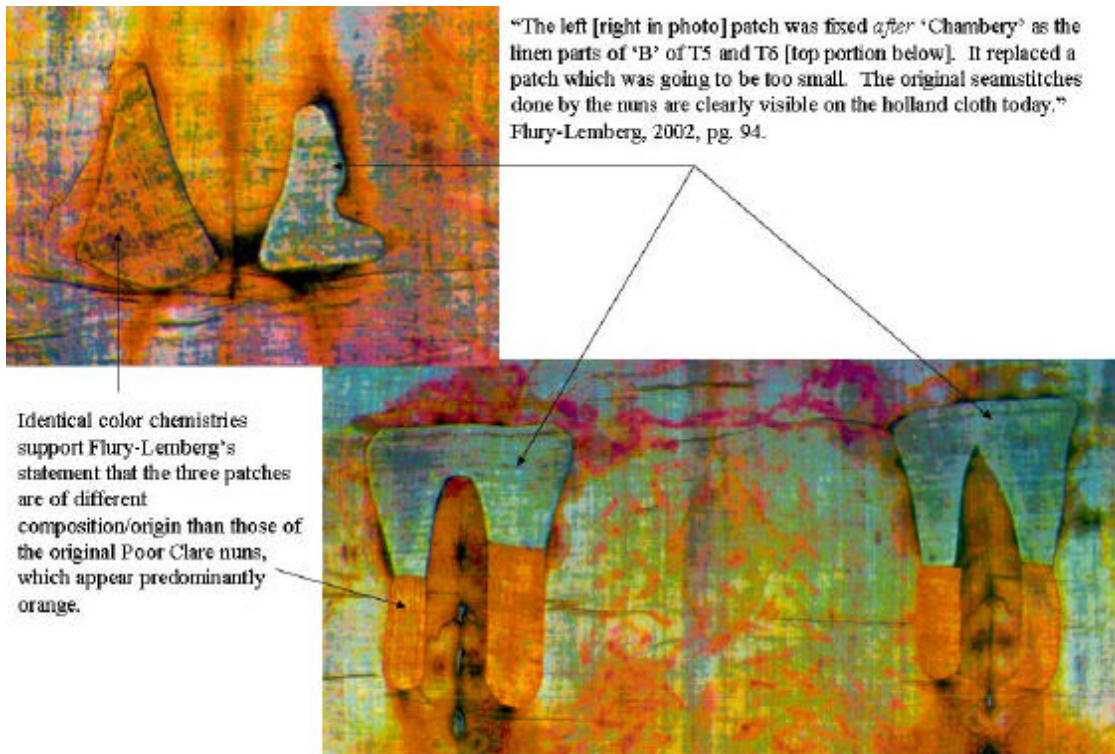 “The left [right in photo] patch was fixed after ‘Chambery’ as the
linen parts of ‘B’ of T5 and T6 [top portion below].  It replaced a
patch which was going to be too small.  The original seamstitches
done by the nuns are clearly visible on the holland cloth today.”
Flury-Lemberg, 2002, pg. 94.
Identical color chemistries
support Flury-Lemberg’s
statement that the three patches
are of different
composition/origin than those of
the original Poor Clare nuns,
which appear predominantly
orange.